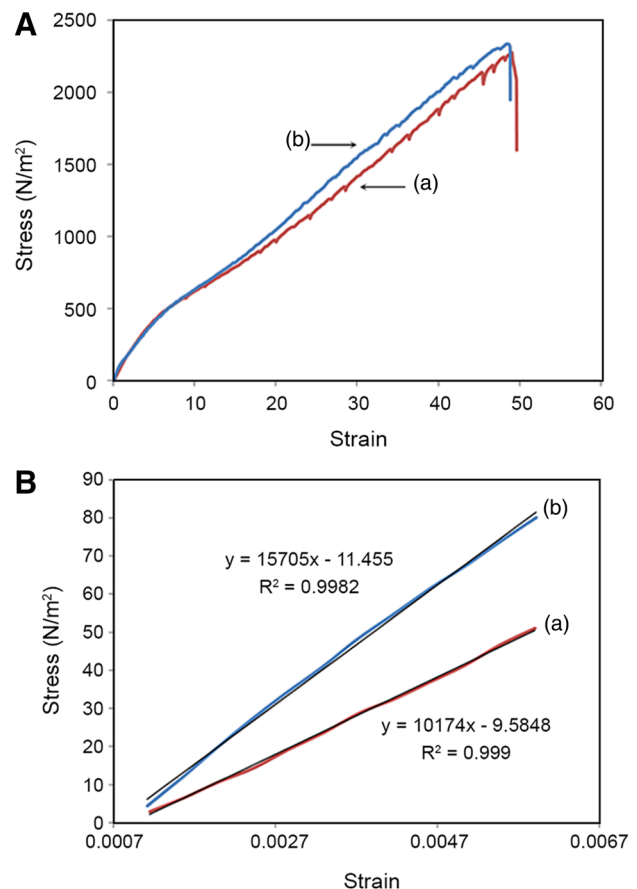 A
2500
2000
1500
1000
500
0
Stress (N/m²)
(b)
(a)
0 10 20 30 40 50 60
Strain
B
90
80
70
60
50
40
30
20
10
0
Stress (N/m²)
(b)
y = 15705x - 11.455
R² = 0.9982
(a)
y = 10174x - 9.5848
R² = 0.999
0.0007 0.0027 0.0047 0.0067
Strain